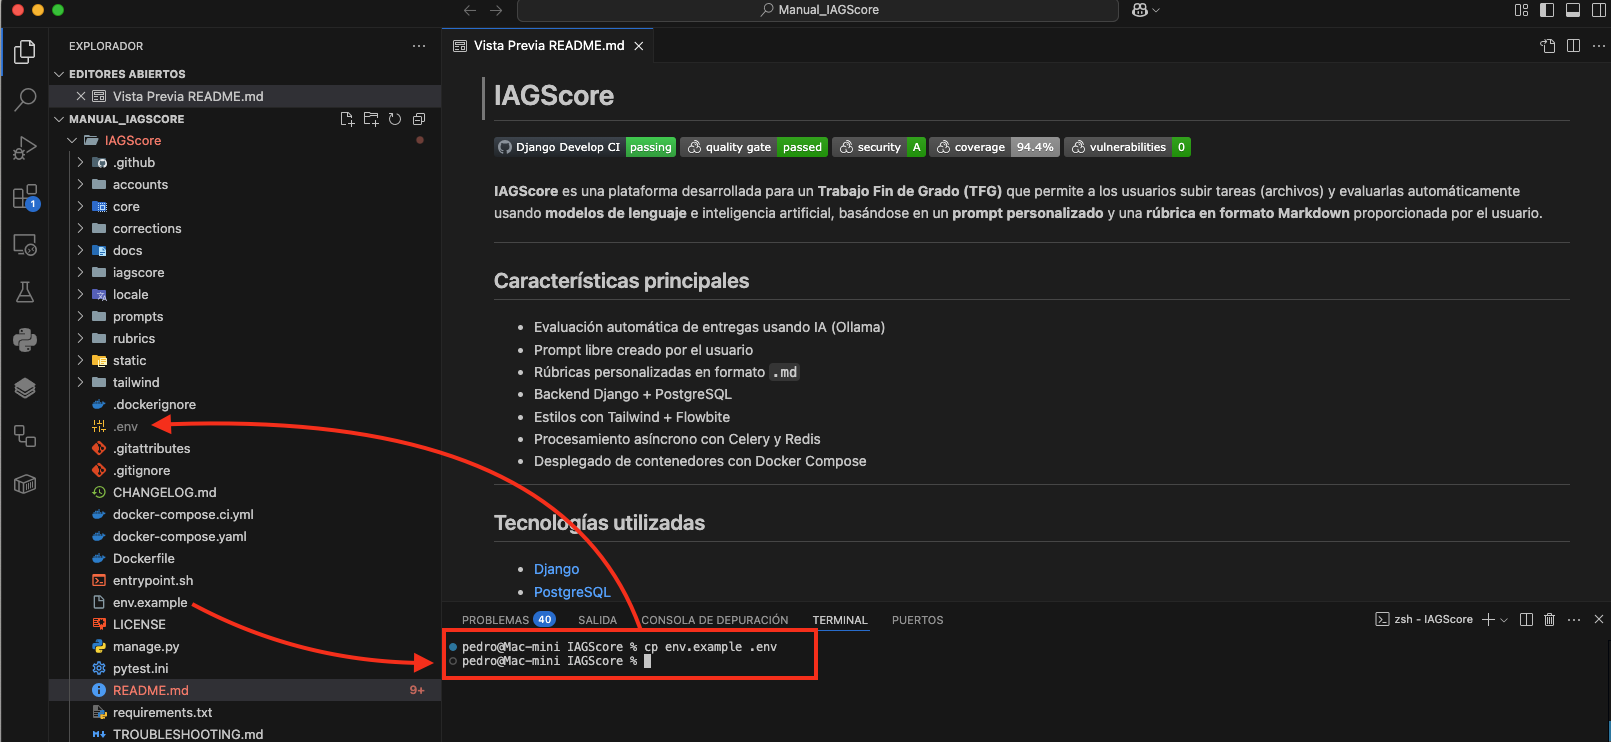 Manual_IAGScore
EXPLORADOR
EDITORES ABIERTOS
Vista Previa README.md
MANUAL_IAGSCORE
IAGScore
.github
accounts
core
corrections
docs
iagscore
locale
prompts
rubrics
static
tailwind
.dockerignore
.env
.gitattributes
.gitignore
CHANGELOG.md
docker-compose.ci.yml
docker-compose.yaml
Dockerfile
entrypoint.sh
env.example
LICENSE
manage.py
pytest.ini
README.md 9+
requirements.txt
TROUBLESHOOTING.md
1
Vista Previa README.md
IAGScore
Django Develop CI passing quality gate passed security A coverage 94.4% vulnerabilities 0
IAGScore es una plataforma desarrollada para un Trabajo Fin de Grado (TFG) que permite a los usuarios subir tareas (archivos) y evaluarlas automáticamente
usando modelos de lenguaje e inteligencia artificial, basándose en un prompt personalizado y una rúbrica en formato Markdown proporcionada por el usuario.
Características principales
• Evaluación automática de entregas usando IA (Ollama)
• Prompt libre creado por el usuario
• Rúbricas personalizadas en formato .md
• Backend Django + PostgreSQL
• Estilos con Tailwind + Flowbite
• Procesamiento asíncrono con Celery y Redis
• Desplegado de contenedores con Docker Compose
Tecnologías utilizadas
• Django
• PostgreSQL
PROBLEMAS 40 SALIDA CONSOLA DE DEPURACIÓN TERMINAL PUERTOS zsh - IAGScore
pedro@Mac-mini IAGScore % cp env.example .env
pedro@Mac-mini IAGScore %